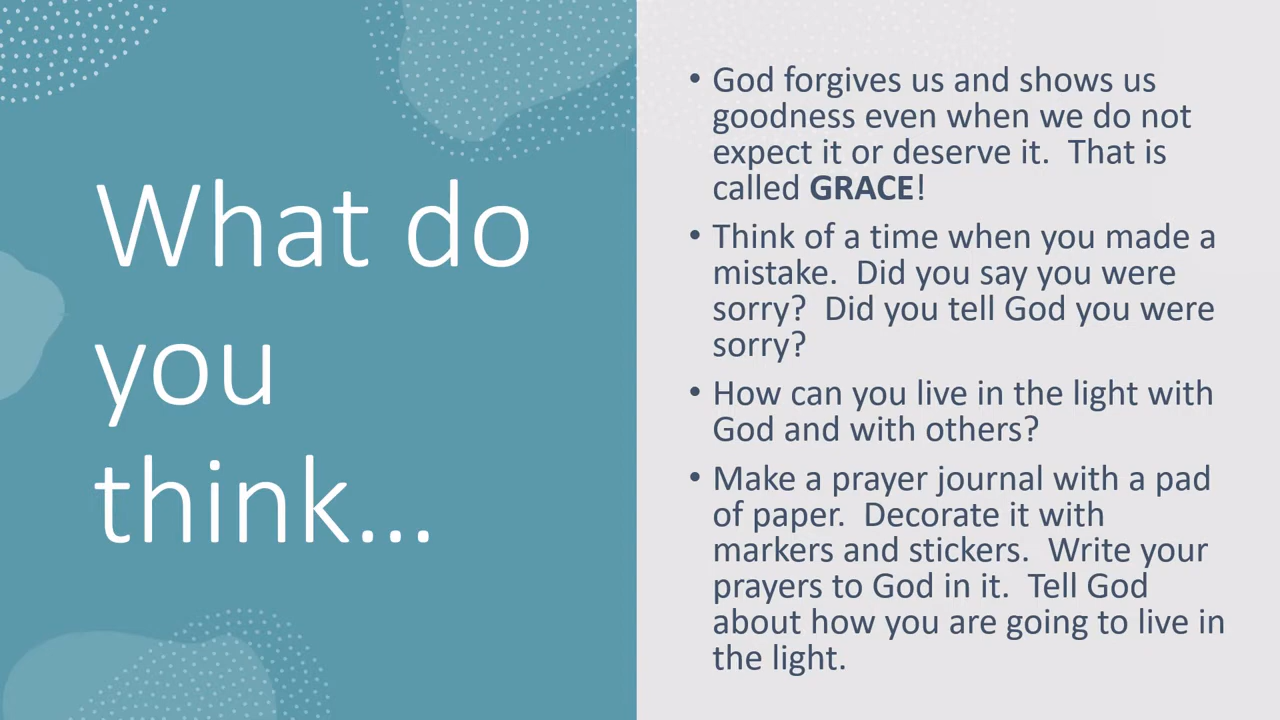 What do
you
think...
• God forgives us and shows us
goodness even when we do not
expect it or deserve it.  That is
called GRACE!
• Think of a time when you made a
mistake.  Did you say you were
sorry?  Did you tell God you were
sorry?
• How can you live in the light with
God and with others?
• Make a prayer journal with a pad
of paper.  Decorate it with
markers and stickers.  Write your
prayers to God in it.  Tell God
about how you are going to live in
the light.